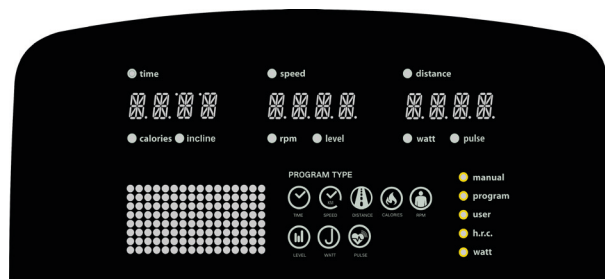 time speed distance
calories incline rpm level watt pulse
PROGRAM TYPE
TIME SPEED DISTANCE CALORIES RPM
LEVEL WATT PULSE
manual
program
user
h.r.c.
watt